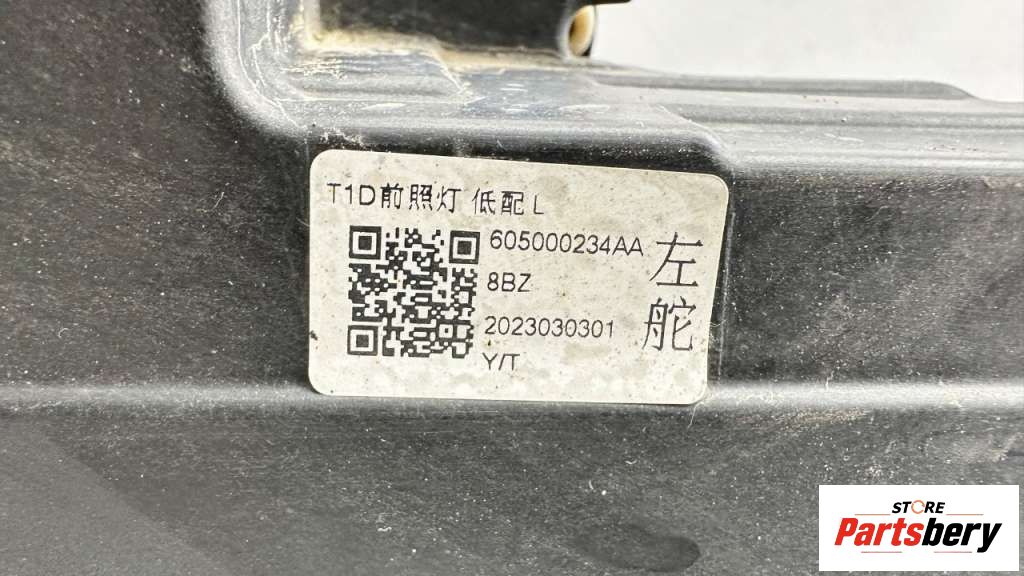 T1D前照灯 低配 L
605000234AA
8BZ
2023030301
Y/T
左舵
STORE
Partsbery